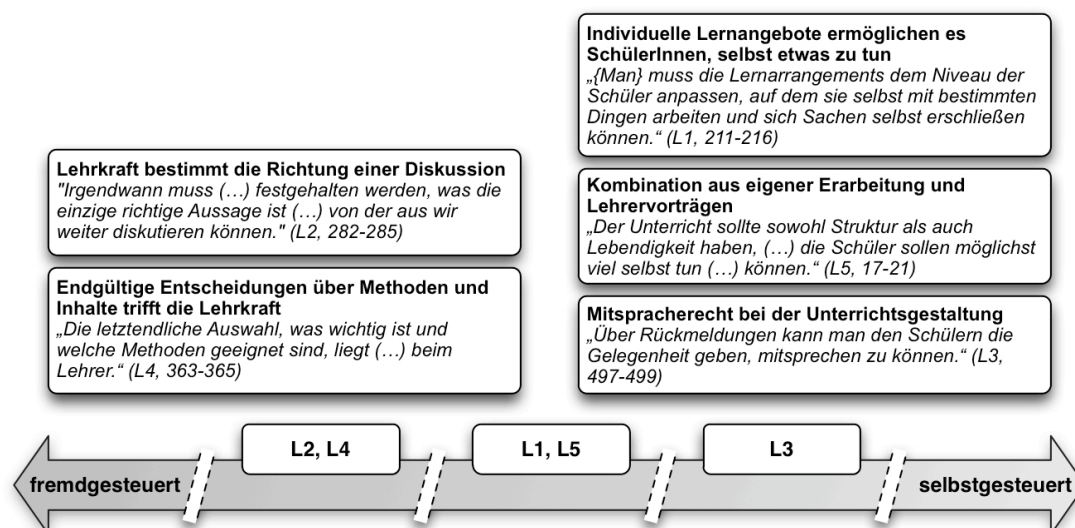 Lehrkraft bestimmt die Richtung einer Diskussion
"Irgendwann muss (…) festgehalten werden, was die
einzige richtige Aussage ist (…) von der aus wir
weiter diskutieren können." (L2, 282-285)
Endgültige Entscheidungen über Methoden und
Inhalte trifft die Lehrkraft
„Die letztendliche Auswahl, was wichtig ist und
welche Methoden geeignet sind, liegt (…) beim
Lehrer.“ (L4, 363-365)
Individuelle Lernangebote ermöglichen es
SchülerInnen, selbst etwas zu tun
„{Man} muss die Lernarrangements dem Niveau der
Schüler anpassen, auf dem sie selbst mit bestimmten
Dingen arbeiten und sich Sachen selbst erschließen
können.“ (L1, 211-216)
Kombination aus eigener Erarbeitung und
Lehrervorträgen
„Der Unterricht sollte sowohl Struktur als auch
Lebendigkeit haben, (…) die Schüler sollen möglichst
viel selbst tun (…) können.“ (L5, 17-21)
Mitspracherecht bei der Unterrichtsgestaltung
„Über Rückmeldungen kann man den Schülern die
Gelegenheit geben, mitsprechen zu können.“ (L3,
497-499)
L2, L4
L1, L5
L3
fremdgesteuert
selbstgesteuert